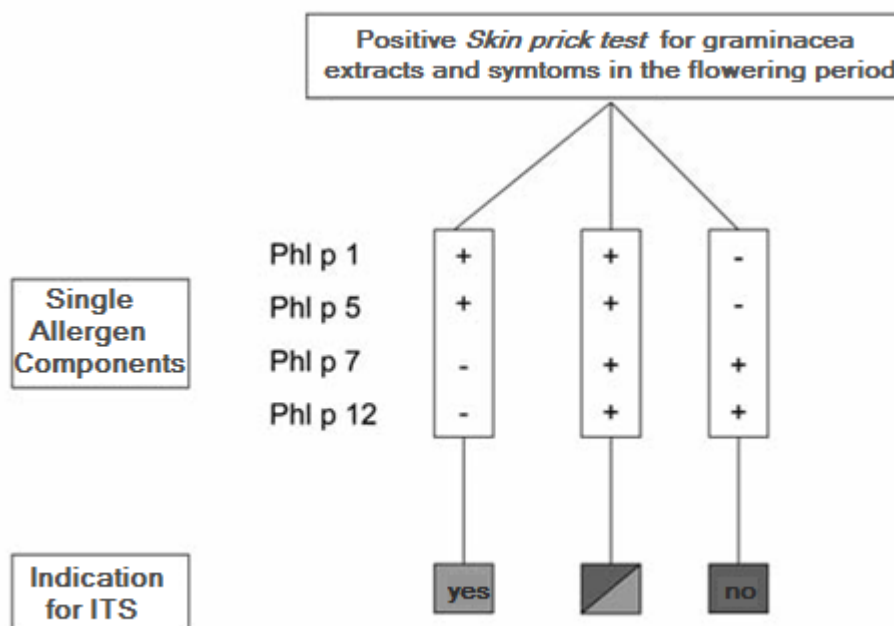 Positive Skin prick test for graminacea
extracts and symtoms in the flowering period
Single
Allergen
Components
Phl p 1 + + -
Phl p 5 + + -
Phl p 7 - + +
Phl p 12 - + +
Indication
for ITS
yes no